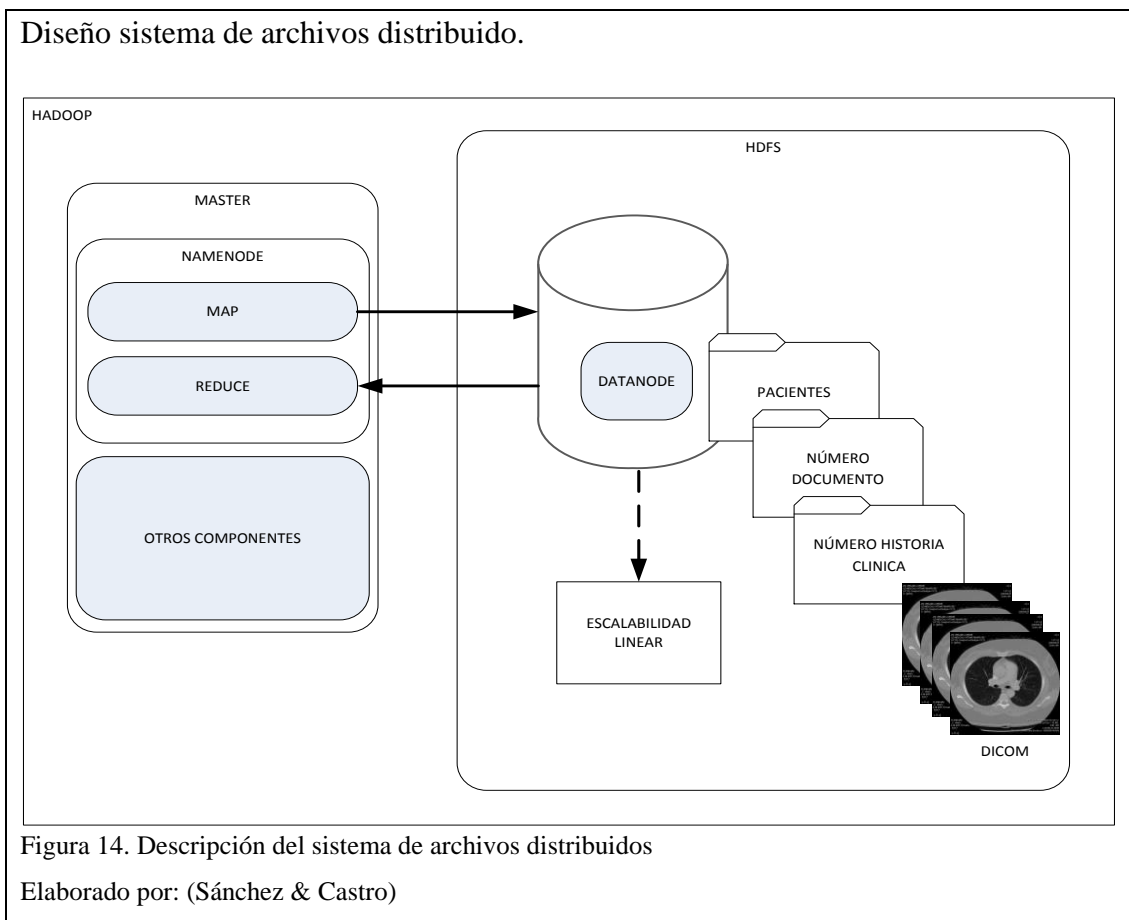 Diseño sistema de archivos distribuido.
HADOOP
MASTER
NAMENODE
MAP
REDUCE
OTROS COMPONENTES
HDFS
DATANODE
PACIENTES
NÚMERO
DOCUMENTO
NÚMERO HISTORIA
CLINICA
ESCALABILIDAD
LINEAR
DICOM
Figura 14. Descripción del sistema de archivos distribuidos
Elaborado por: (Sánchez & Castro)